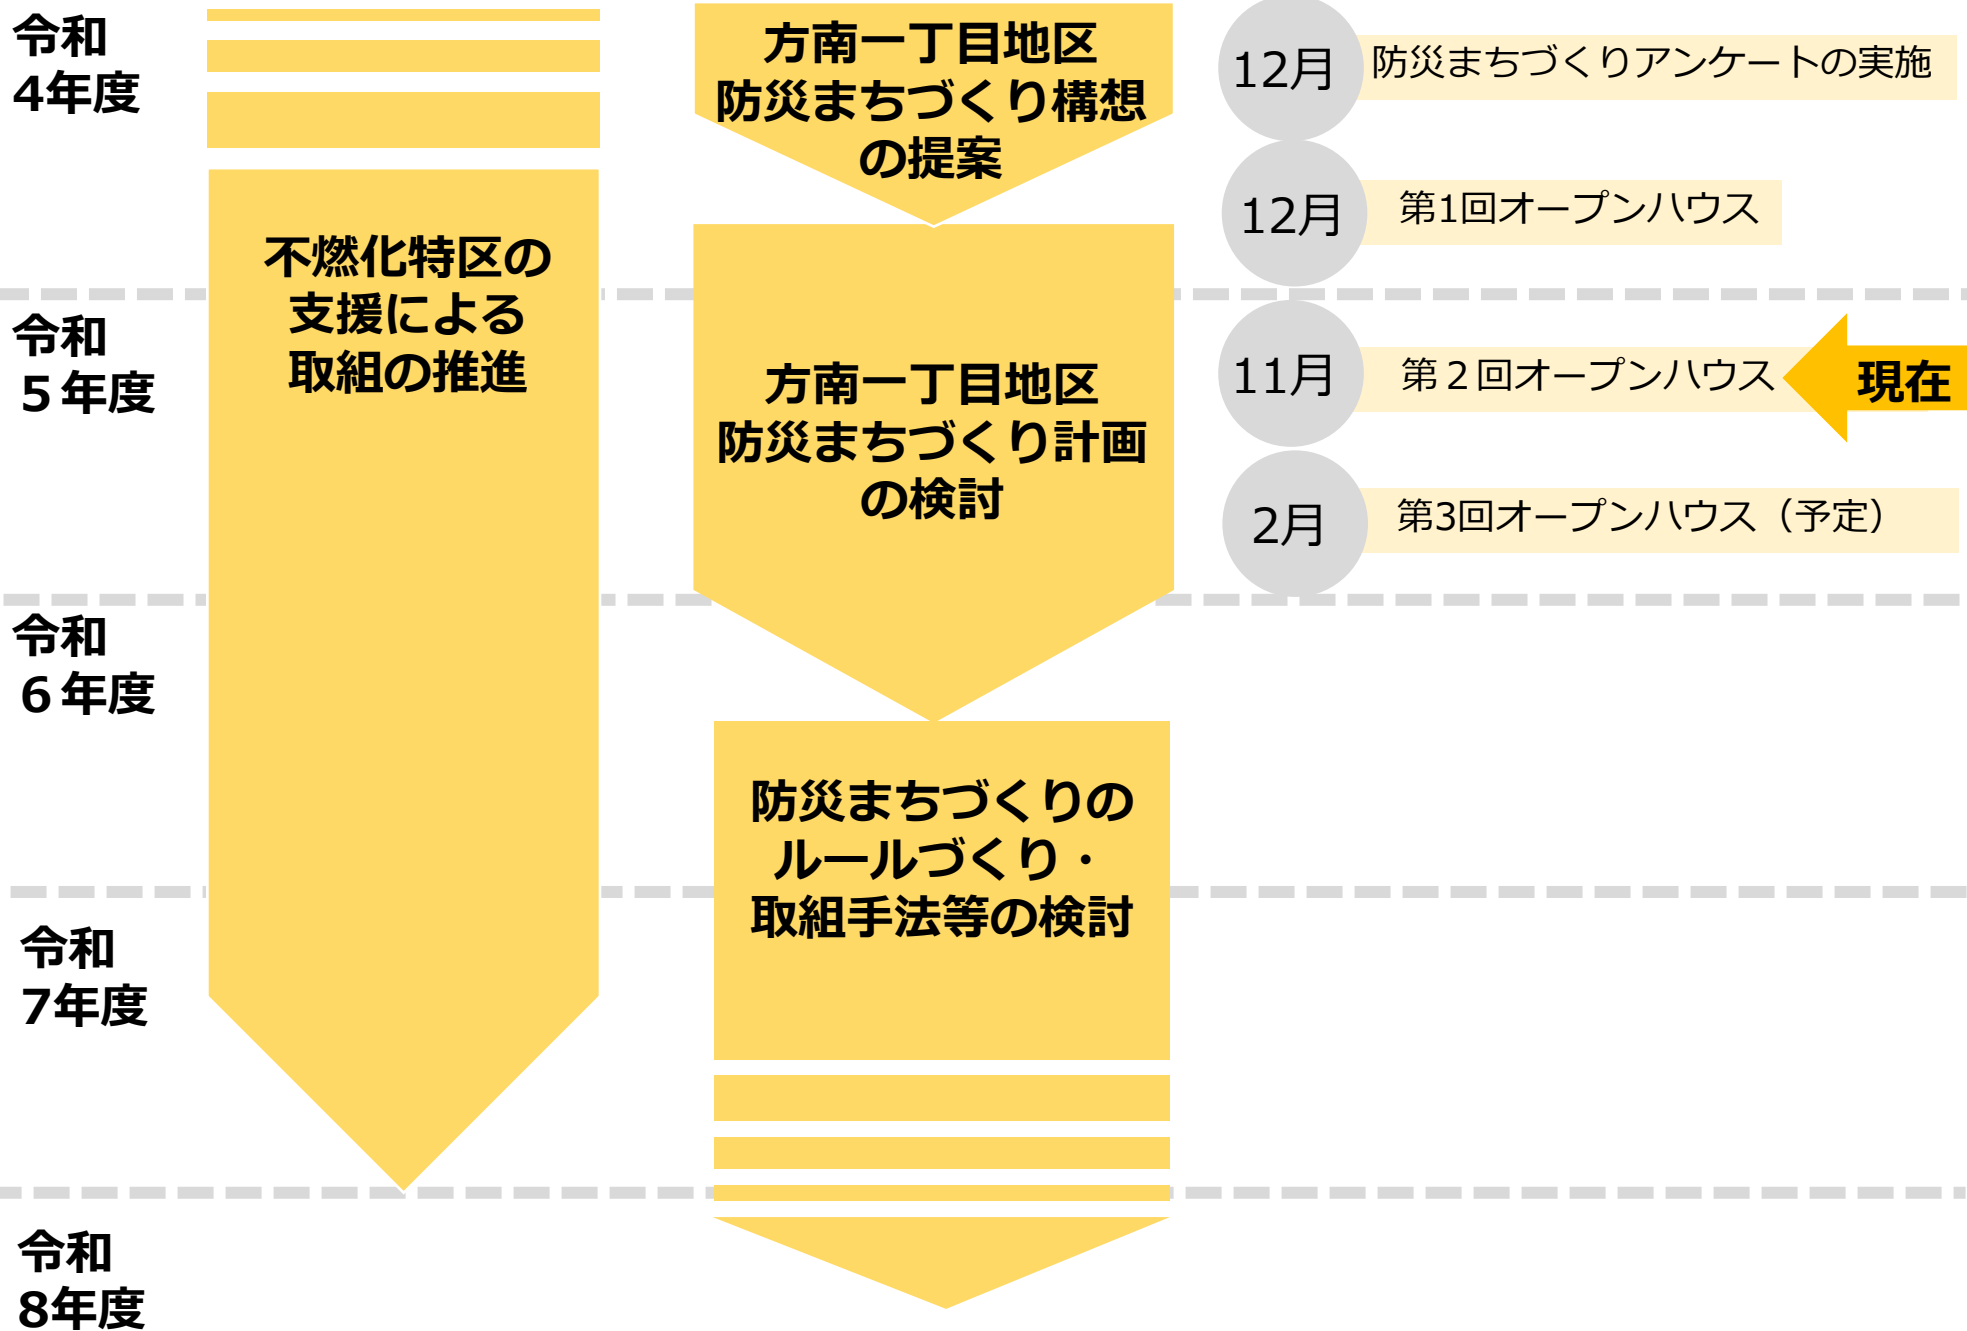 令和
4年度
方南一丁目地区
防災まちづくり構想
の提案
12月
防災まちづくりアンケートの実施
12月
第1回オープンハウス
不燃化特区の
支援による
取組の推進
令和
５年度
方南一丁目地区
防災まちづくり計画
の検討
11月
第２回オープンハウス
現在
2月
第3回オープンハウス（予定）
令和
６年度
防災まちづくりの
ルールづくり・
取組手法等の検討
令和
7年度
令和
8年度